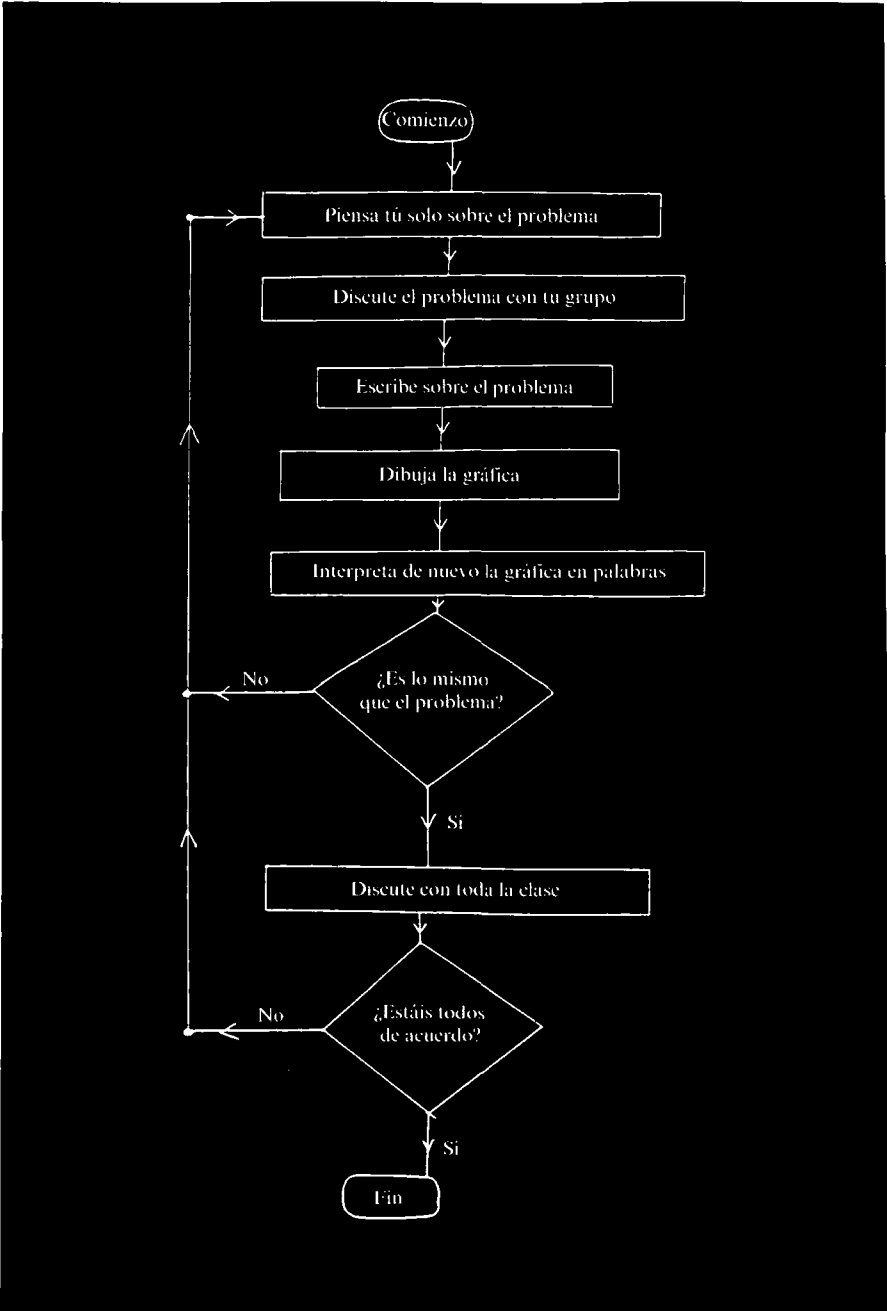 Comienzo
Piensa tú solo sobre el problema
Discute el problema con tu grupo
Escribe sobre el problema
Dibuja la gráfica
Interpreta de nuevo la gráfica en palabras
¿Es lo mismo
que el problema?
No
Si
Discute con toda la clase
¿Estáis todos
de acuerdo?
No
Si
Fin